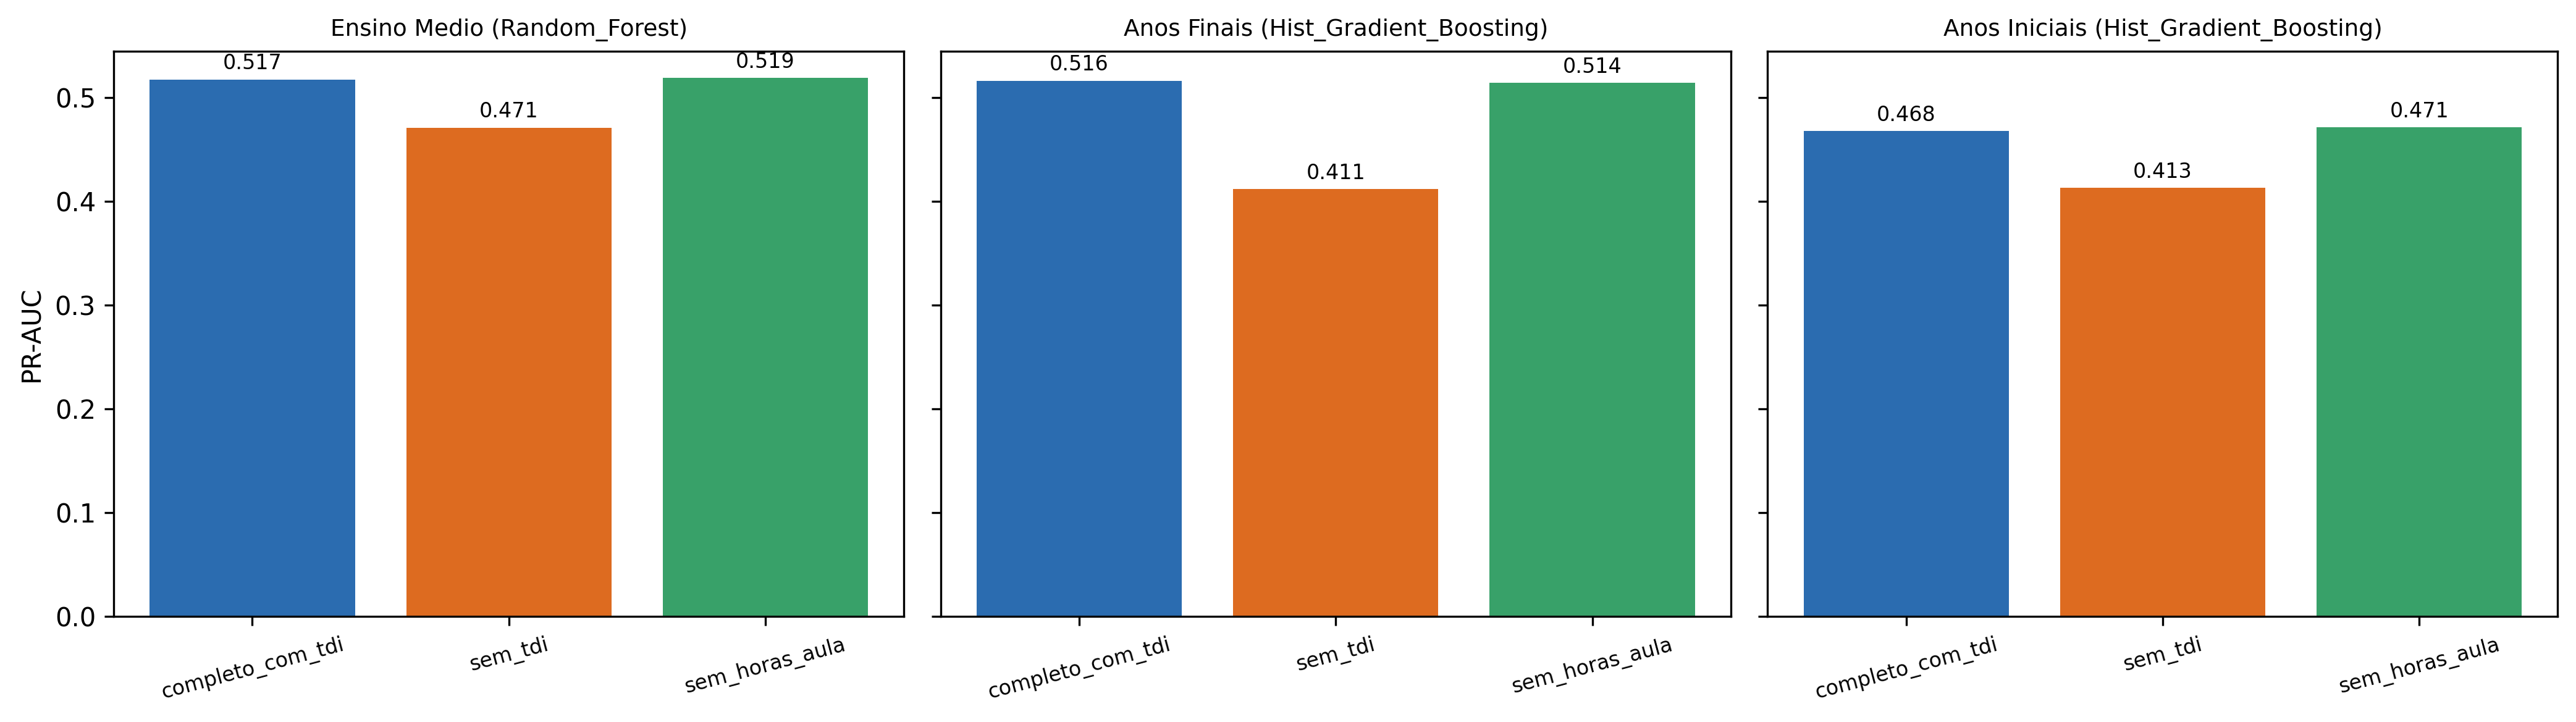 Ensino Medio (Random_Forest)
Anos Finais (Hist_Gradient_Boosting)
Anos Iniciais (Hist_Gradient_Boosting)
PR-AUC
0.5
0.4
0.3
0.2
0.1
0.0
0.517
0.471
0.519
completo_com_tdi
sem_tdi
sem_horas_aula
0.516
0.411
0.514
completo_com_tdi
sem_tdi
sem_horas_aula
0.468
0.413
0.471
completo_com_tdi
sem_tdi
sem_horas_aula